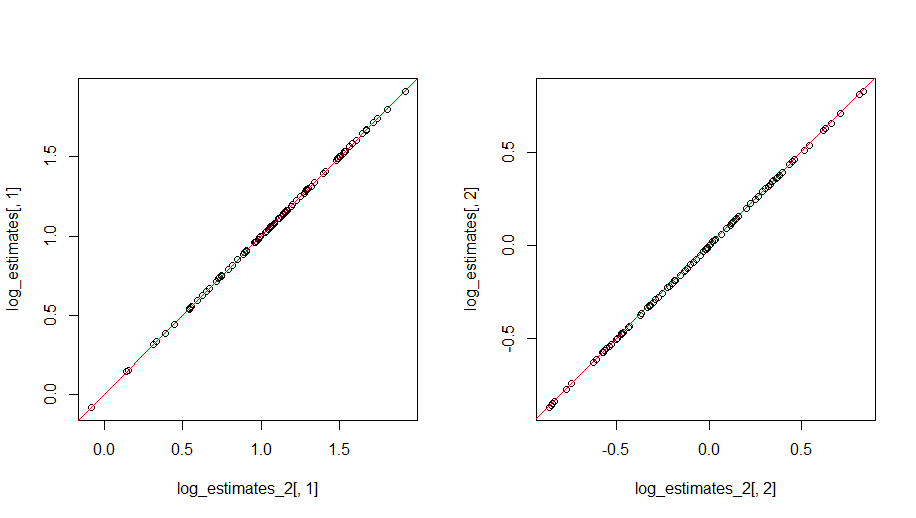 log_estimates[, 1]
1.5
1.0
0.5
0.0
0.0 0.5 1.0 1.5
log_estimates_2[, 1]
log_estimates[, 2]
0.5
0.0
-0.5
-0.5 0.0 0.5
log_estimates_2[, 2]